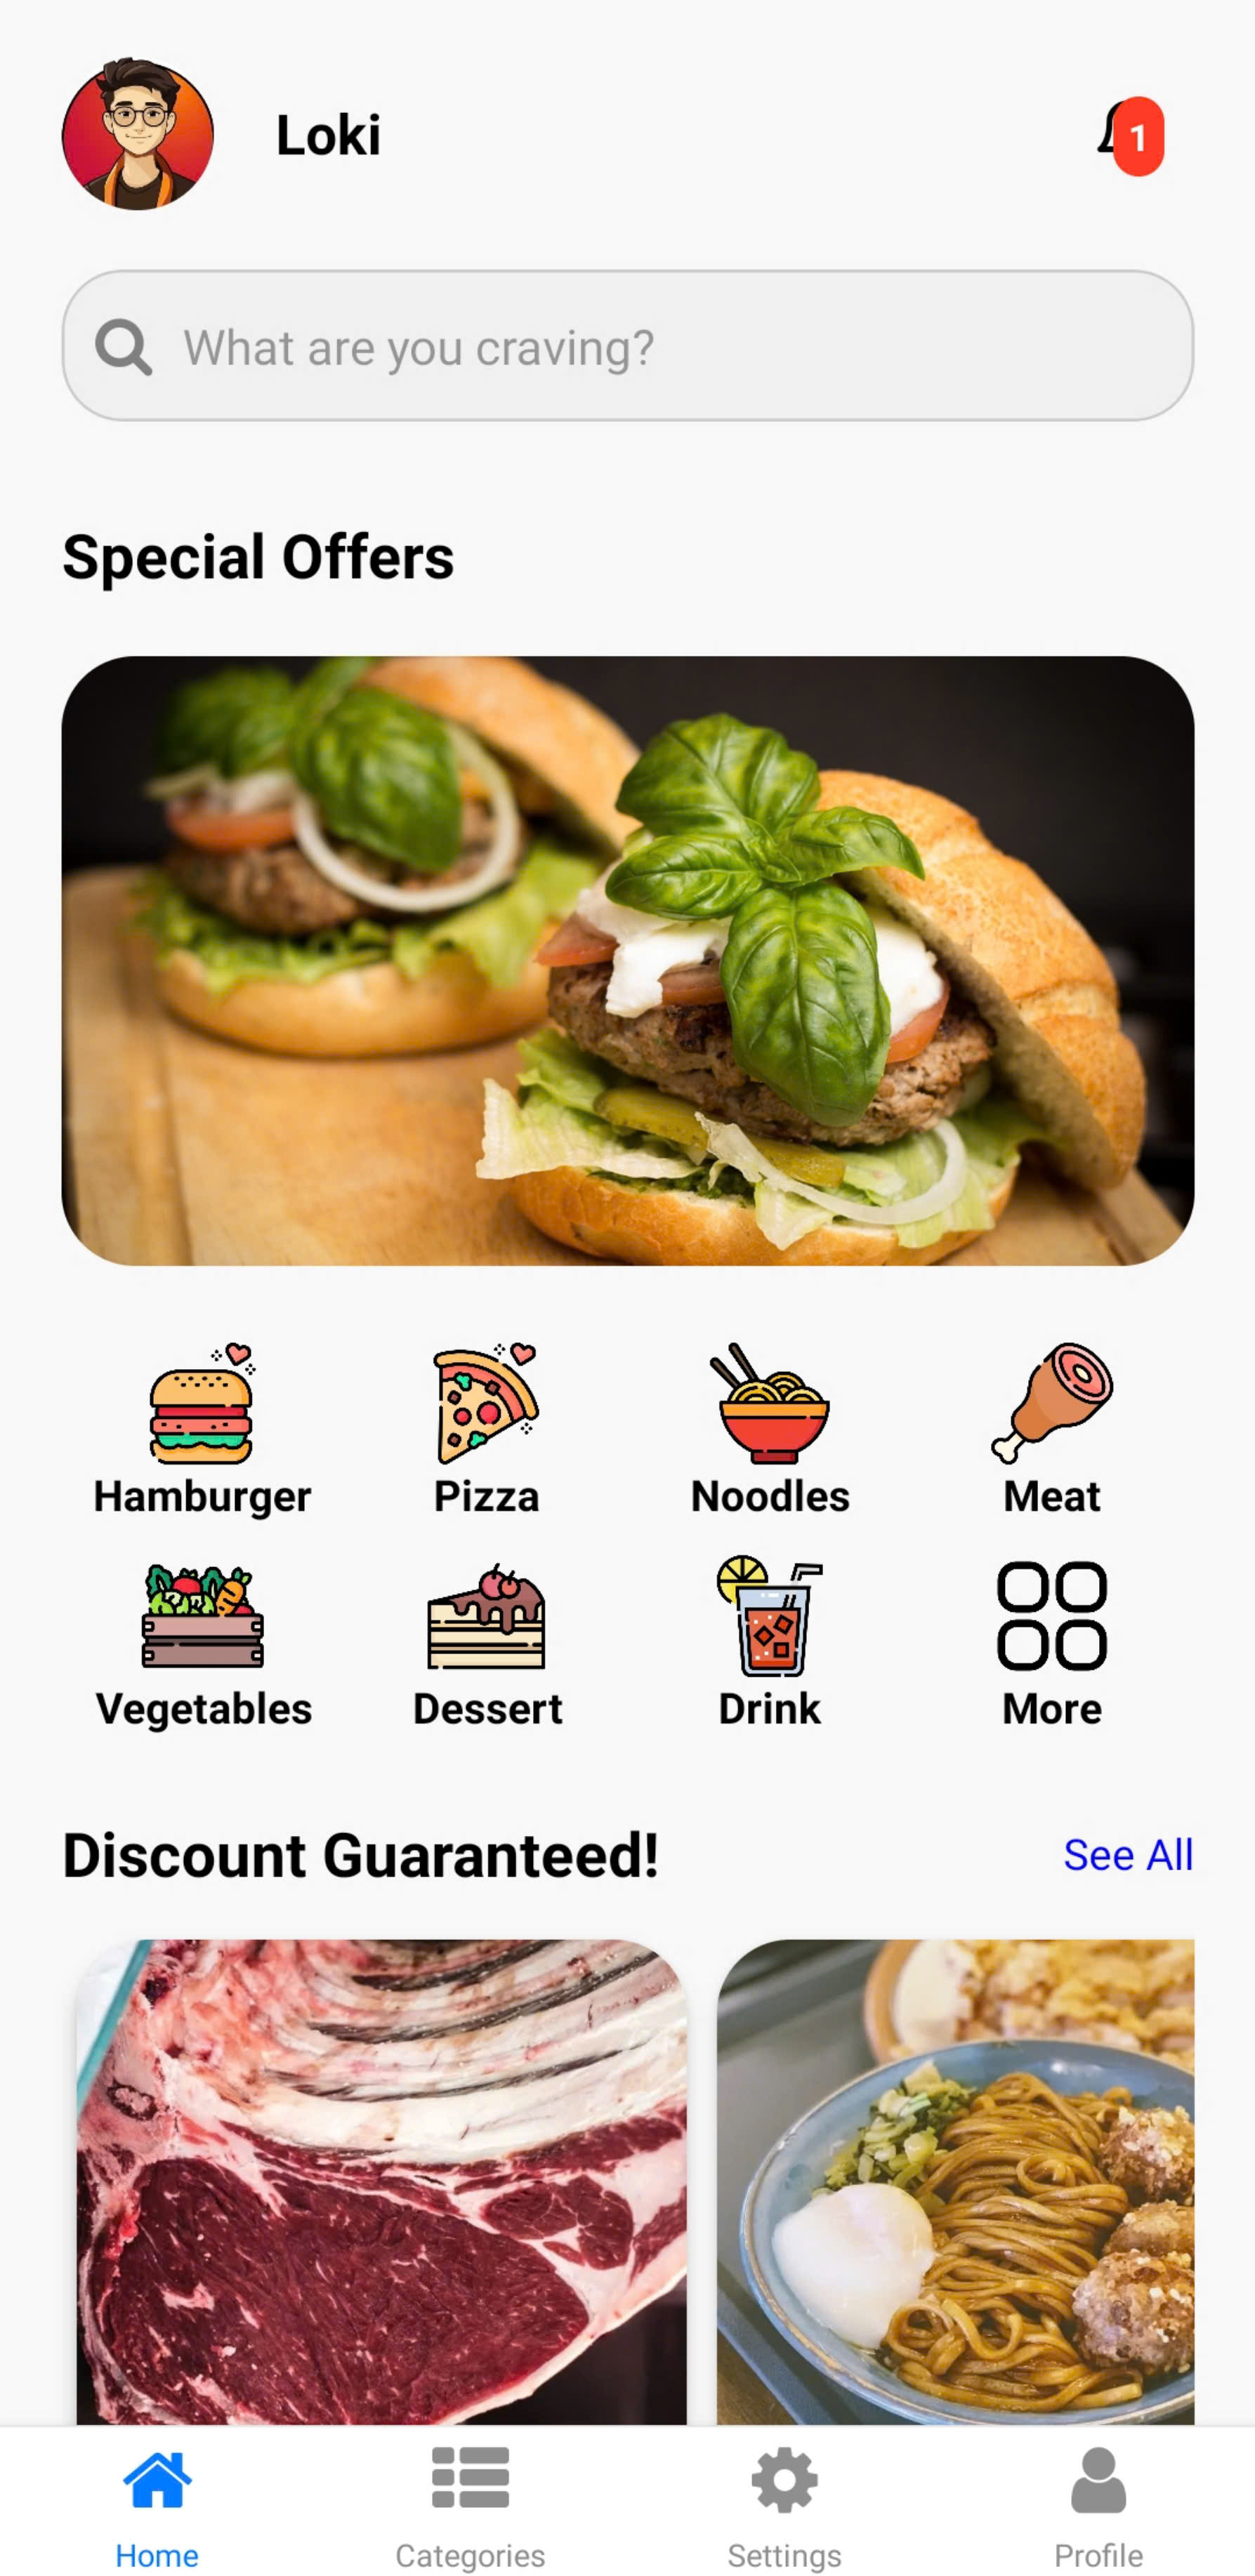 Loki
1
What are you craving?
Special Offers
Hamburger Pizza Noodles Meat
Vegetables Dessert Drink More
Discount Guaranteed! See All
Home Categories Settings Profile